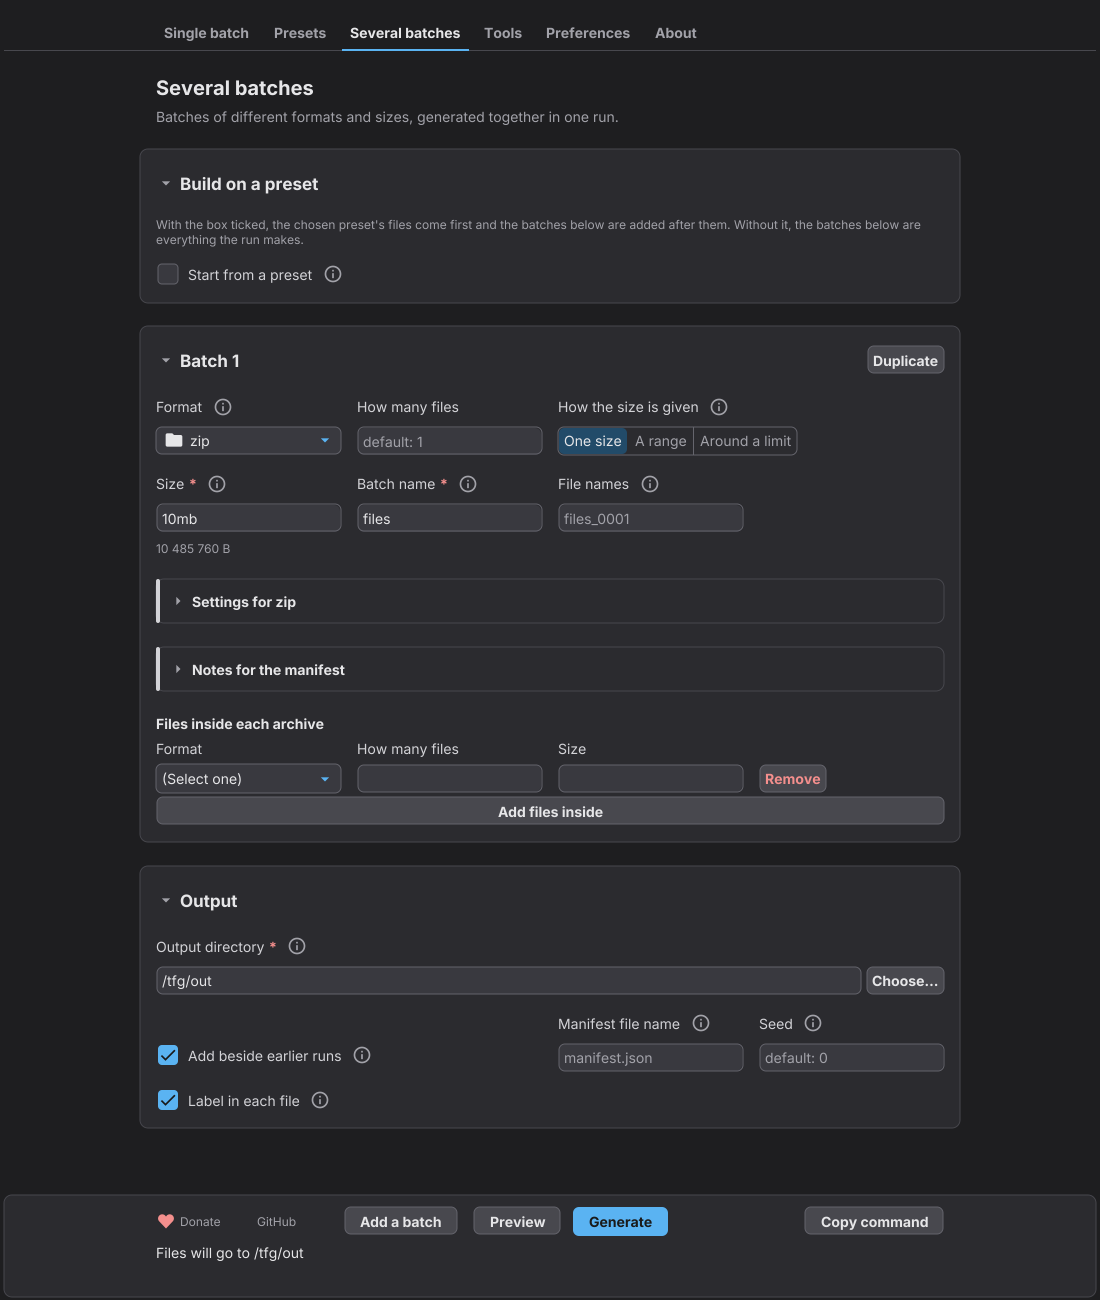 Single batch Presets Several batches Tools Preferences About
Several batches
Batches of different formats and sizes, generated together in one run.
Build on a preset
With the box ticked, the chosen preset's files come first and the batches below are added after them. Without it, the batches below are
everything the run makes.
Start from a preset
Batch 1 Duplicate
Format How many files How the size is given
zip default: 1 One size A range Around a limit
Size * Batch name * File names
10mb files files_0001
10 485 760 B
Settings for zip
Notes for the manifest
Files inside each archive
Format How many files Size
(Select one) Remove
Add files inside
Output
Output directory *
/tfg/out Choose...
Manifest file name Seed
Add beside earlier runs manifest.json default: 0
Label in each file
Donate GitHub Add a batch Preview Generate Copy command
Files will go to /tfg/out